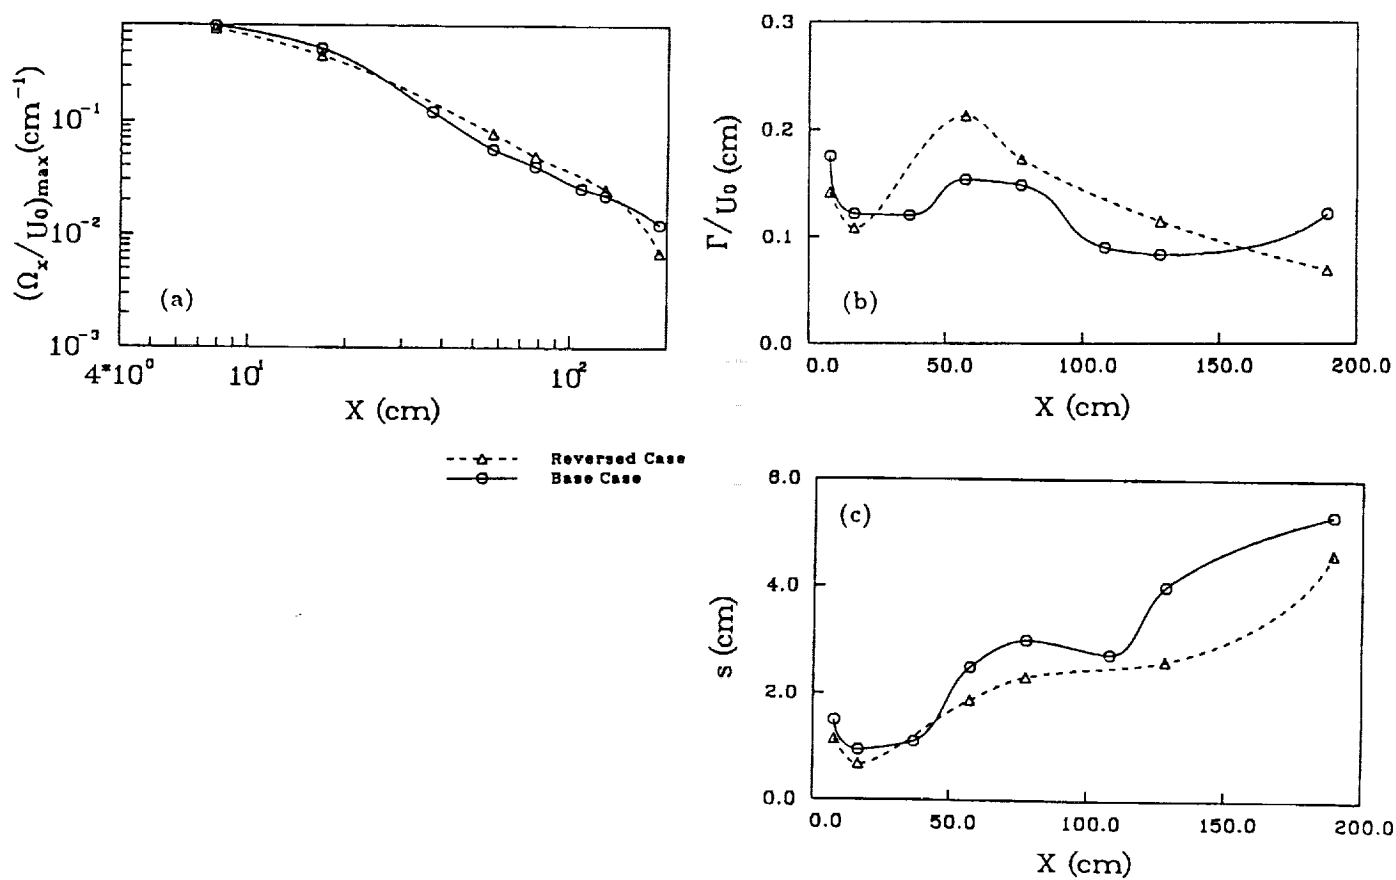 (Ωx/U0)max(cm⁻¹)
10⁻¹
10⁻²
10⁻³
(a)
4*10⁰
10¹
10²
X (cm)
Γ/U0 (cm)
0.3
0.2
0.1
0.0
(b)
0.0 50.0 100.0 150.0 200.0
X (cm)
Reversed Case
Base Case
s (cm)
6.0
4.0
2.0
0.0
(c)
0.0 50.0 100.0 150.0 200.0
X (cm)